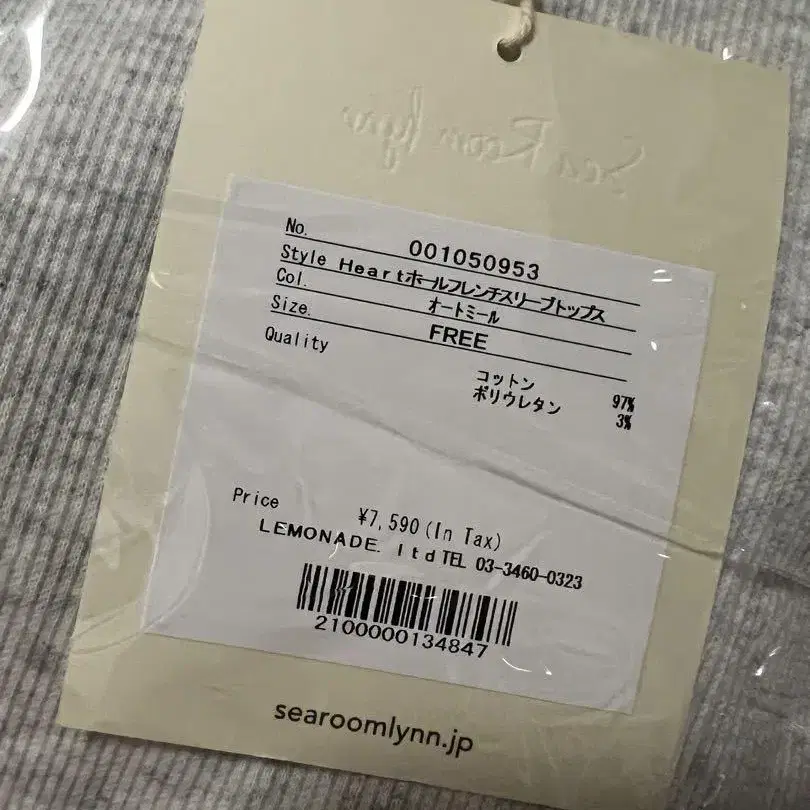 Sea Room lynn
No. 001050953
Style Heartホールフレンチスリーブトップス
Col. オートミール
Size. FREE
Quality
コットン 97%
ポリウレタン 3%
Price ¥7,590(In Tax)
LEMONADE. ltd TEL 03-3460-0323
2100000134847
searoomlynn.jp